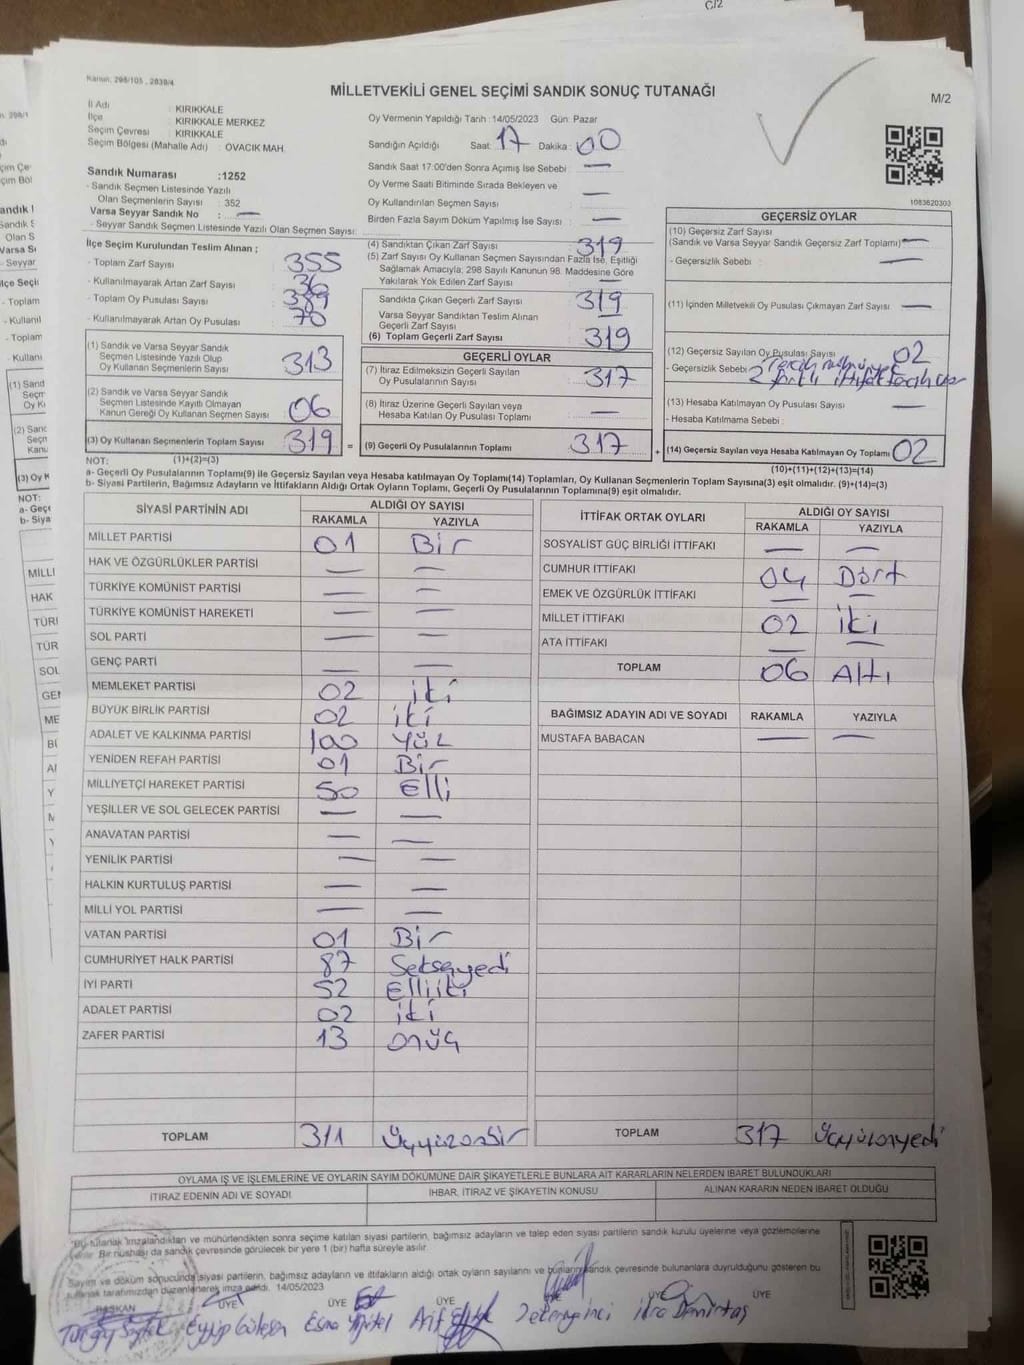 C/2
Kanun: 298/105 , 2839/4
MİLLETVEKİLİ GENEL SEÇİMİ SANDIK SONUÇ TUTANAĞI
M/2
İl Adı : KIRIKKALE
İlçe : KIRIKKALE MERKEZ
Seçim Çevresi : KIRIKKALE
Seçim Bölgesi (Mahalle Adı) : OVACIK MAH.
Oy Vermenin Yapıldığı Tarih :14/05/2023 Gün: Pazar
Sandığın Açıldığı Saat: 17 Dakika: 00
Sandık Saat 17:00'den Sonra Açımış İse Sebebi : —
Oy Verme Saati Bitiminde Sırada Bekleyen ve
Oy Kullandırılan Seçmen Sayısı : —
Birden Fazla Sayım Döküm Yapılmış İse Sayısı : —
Sandık Numarası :1252
- Sandık Seçmen Listesinde Yazılı
Olan Seçmenlerin Sayısı : 352
Varsa Seyyar Sandık No : —
- Seyyar Sandık Seçmen Listesinde Yazılı Olan Seçmen Sayısı:
1083620303
İlçe Seçim Kurulundan Teslim Alınan ;
- Toplam Zarf Sayısı : 355
- Kullanılmayarak Artan Zarf Sayısı : 36
- Toplam Oy Pusulası Sayısı : 389
- Kullanılmayarak Artan Oy Pusulası : 70
(1) Sandık ve Varsa Seyyar Sandık
Seçmen Listesinde Yazılı Olup
Oy Kullanan Seçmenlerin Sayısı : 313
(2) Sandık ve Varsa Seyyar Sandık
Seçmen Listesinde Kayıtlı Olmayan
Kanun Gereği Oy Kullanan Seçmen Sayısı : 06
(3) Oy Kullanan Seçmenlerin Toplam Sayısı : 319
(1)+(2)=(3)
(4) Sandıktan Çıkan Zarf Sayısı : 319
(5) Zarf Sayısı Oy Kullanan Seçmen Sayısından Fazla İse, Eşitliği
Sağlamak Amacıyla, 298 Sayılı Kanunun 98. Maddesine Göre
Yakılarak Yok Edilen Zarf Sayısı : —
Sandıkta Çıkan Geçerli Zarf Sayısı : 319
Varsa Seyyar Sandıktan Teslim Alınan
Geçerli Zarf Sayısı : —
(6) Toplam Geçerli Zarf Sayısı : 319
GEÇERLİ OYLAR
(7) İtiraz Edilmeksizin Geçerli Sayılan
Oy Pusulalarının Sayısı : 317
(8) İtiraz Üzerine Geçerli Sayılan veya
Hesaba Katılan Oy Pusulası Toplamı : —
= (9) Geçerli Oy Pusulalarının Toplamı : 317
GEÇERSİZ OYLAR
(10) Geçersiz Zarf Sayısı
(Sandık ve Varsa Seyyar Sandık Geçersiz Zarf Toplamı) : —
- Geçersizlik Sebebi : —
(11) İçinden Milletvekili Oy Pusulası Çıkmayan Zarf Sayısı : —
(12) Geçersiz Sayılan Oy Pusulası Sayısı : 02
- Geçersizlik Sebebi : Tercih
2
(13) Hesaba Katılmayan Oy Pusulası Sayısı : —
- Hesaba Katılmama Sebebi :
+ (14) Geçersiz Sayılan veya Hesaba Katılmayan Oy Toplamı : 02
(10)+(11)+(12)+(13)=(14)
NOT:
a- Geçerli Oy Pusulalarının Toplamı(9) ile Geçersiz Sayılan veya Hesaba katılmayan Oy Toplamı(14) Toplamları, Oy Kullanan Seçmenlerin Toplam Sayısına(3) eşit olmalıdır. (9)+(14)=(3)
b- Siyasi Partilerin, Bağımsız Adayların ve İttifakların Aldığı Ortak Oyların Toplamı, Geçerli Oy Pusulalarının Toplamına(9) eşit olmalıdır.
SİYASİ PARTİNİN ADI ALDIĞI OY SAYISI
RAKAMLA YAZIYLA
MİLLET PARTİSİ 01 Bir
HAK VE ÖZGÜRLÜKLER PARTİSİ — —
TÜRKİYE KOMÜNİST PARTİSİ — —
TÜRKİYE KOMÜNİST HAREKETİ — —
SOL PARTİ — —
GENÇ PARTİ — —
MEMLEKET PARTİSİ 02 iki
BÜYÜK BİRLİK PARTİSİ 02 iki
ADALET VE KALKINMA PARTİSİ 100 Yüz
YENİDEN REFAH PARTİSİ 01 Bir
MİLLİYETÇİ HAREKET PARTİSİ 50 Elli
YEŞİLLER VE SOL GELECEK PARTİSİ — —
ANAVATAN PARTİSİ — —
YENİLİK PARTİSİ — —
HALKIN KURTULUŞ PARTİSİ — —
MİLLİ YOL PARTİSİ — —
VATAN PARTİSİ 01 Bir
CUMHURİYET HALK PARTİSİ 87 Seksenyedi
İYİ PARTİ 52 Elliiki
ADALET PARTİSİ 02 iki
ZAFER PARTİSİ 13 onüç
TOPLAM 311 Üçyüzonbir
İTTİFAK ORTAK OYLARI ALDIĞI OY SAYISI
RAKAMLA YAZIYLA
SOSYALİST GÜÇ BİRLİĞİ İTTİFAKI — —
CUMHUR İTTİFAKI 04 Dört
EMEK VE ÖZGÜRLÜK İTTİFAKI — —
MİLLET İTTİFAKI 02 iki
ATA İTTİFAKI — —
TOPLAM 06 Altı
BAĞIMSIZ ADAYIN ADI VE SOYADI RAKAMLA YAZIYLA
MUSTAFA BABACAN — —
TOPLAM 317 Üçyüzonyedi
OYLAMA İŞ VE İŞLEMLERİNE VE OYLARIN SAYIM DÖKÜMÜNE DAİR ŞİKAYETLERLE BUNLARA AİT KARARLARIN NELERDEN İBARET BULUNDUKLARI
İTİRAZ EDENİN ADI VE SOYADI İHBAR, İTİRAZ VE ŞİKAYETİN KONUSU ALINAN KARARIN NEDEN İBARET OLDUĞU
"Bu tutanak imzalandıktan ve mühürlendikten sonra seçime katılan siyasi partilerin, bağımsız adayların ve talep eden siyasi partilerin sandık kurulu üyelerine veya gözlemcilerine
verilir. Bir nüshası da sandık çevresinde görülecek bir yere 1 (bir) hafta süreyle asılır.
Sayım ve döküm sonucunda siyasi partilerin, bağımsız adayların ve ittifakların aldığı ortak oyların sayılarını ve bunların sandık çevresinde bulunanlara duyurulduğunu gösteren bu
tutanak tarafımızdan düzenlenerek imza edildi. 14/05/2023
BAŞKAN ÜYE ÜYE ÜYE ÜYE ÜYE
Eyyüp Esma Arif